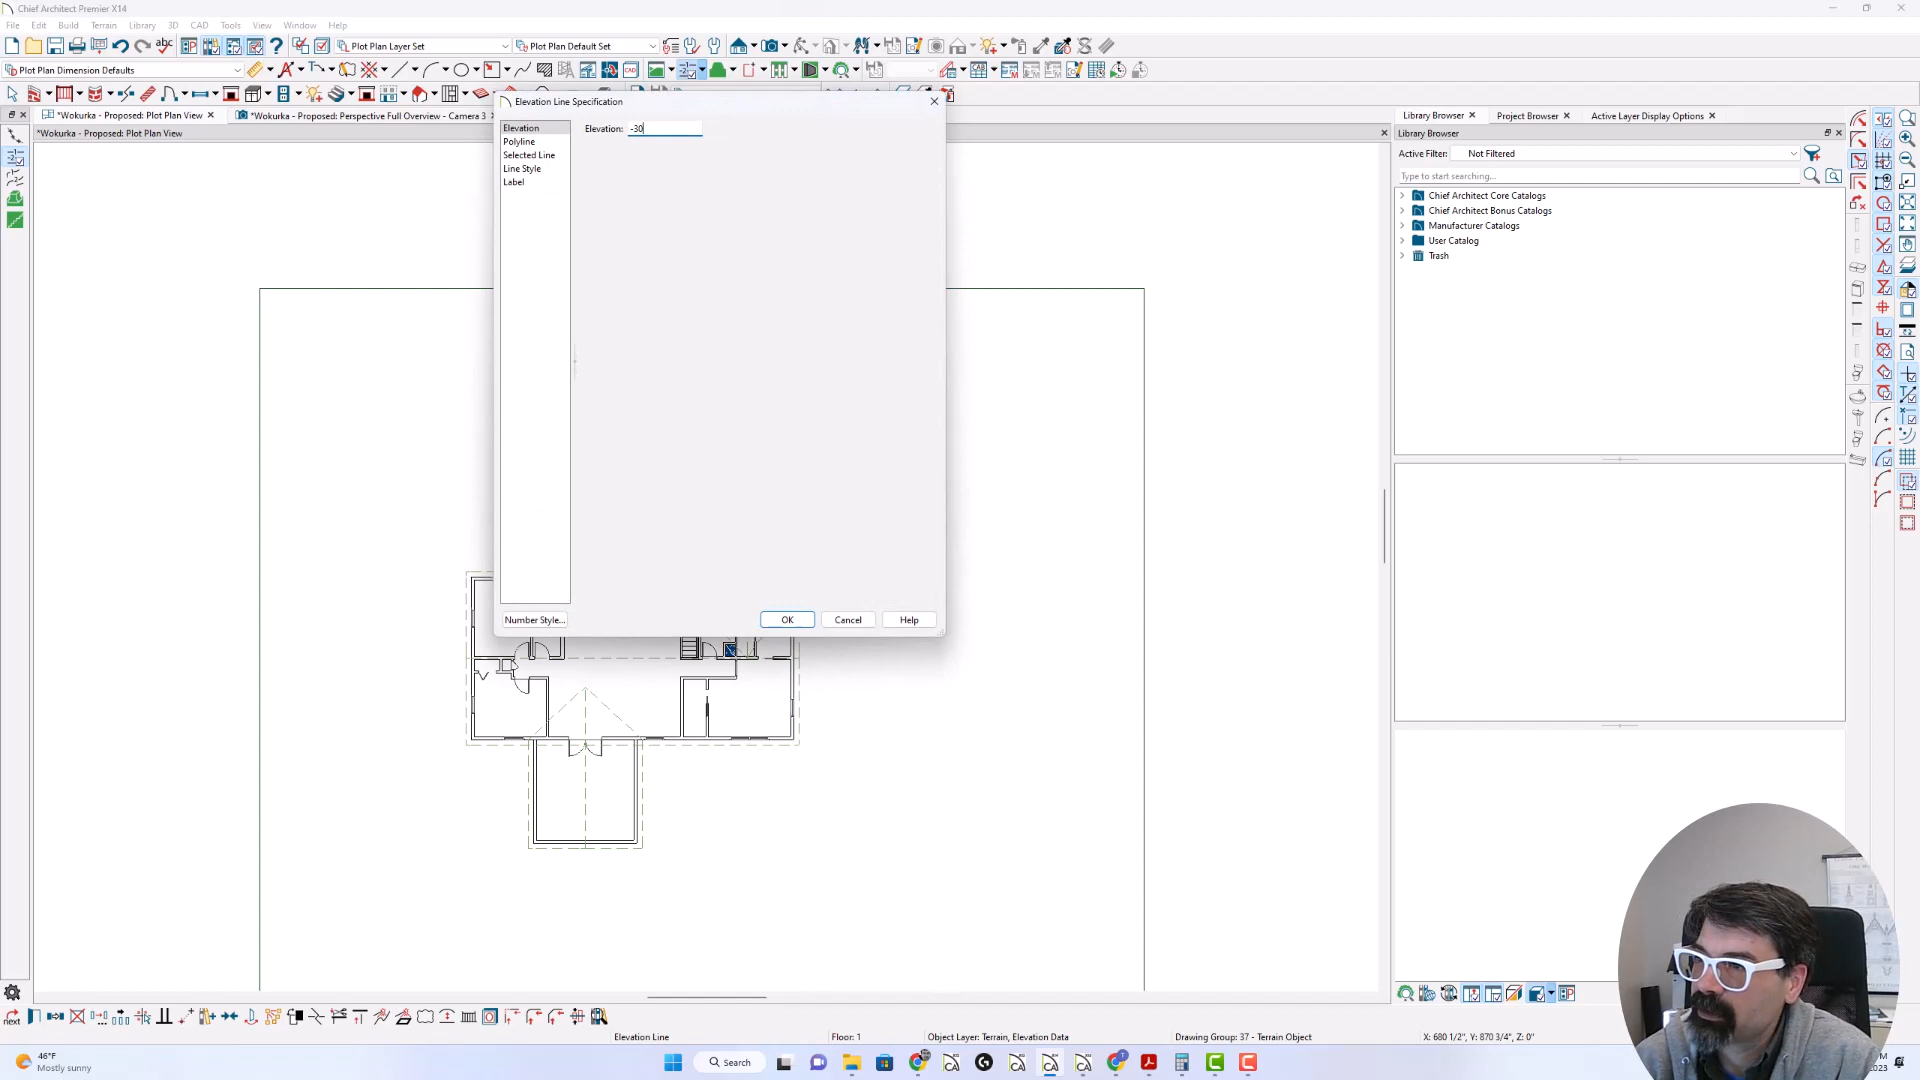 Chief Architect Premier X14
File Edit Build Terrain Library 3D CAD Tools View Window Help
Plot Plan Layer Set
Plot Plan Default Set
Plot Plan Dimension Defaults
*Wokurka - Proposed: Plot Plan View
*Wokurka - Proposed: Perspective Full Overview - Camera 3
*Wokurka - Proposed: Plot Plan View
Elevation Line Specification
Elevation
Polyline
Selected Line
Line Style
Label
Elevation: -30
Number Style...
OK
Cancel
Help
Library Browser
Project Browser
Active Layer Display Options
Library Browser
Active Filter: Not Filtered
Type to start searching...
Chief Architect Core Catalogs
Chief Architect Bonus Catalogs
Manufacturer Catalogs
User Catalog
Trash
next
Elevation Line
Floor: 1
Object Layer: Terrain, Elevation Data
Drawing Group: 37 - Terrain Object
X: 680 1/2", Y: 870 3/4", Z: 0"
46°F
Mostly sunny
Search